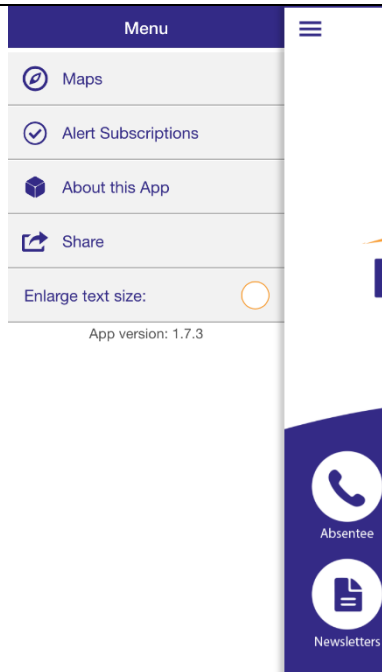 Menu
Maps
Alert Subscriptions
About this App
Share
Enlarge text size:
App version: 1.7.3
Absentee
Newsletters